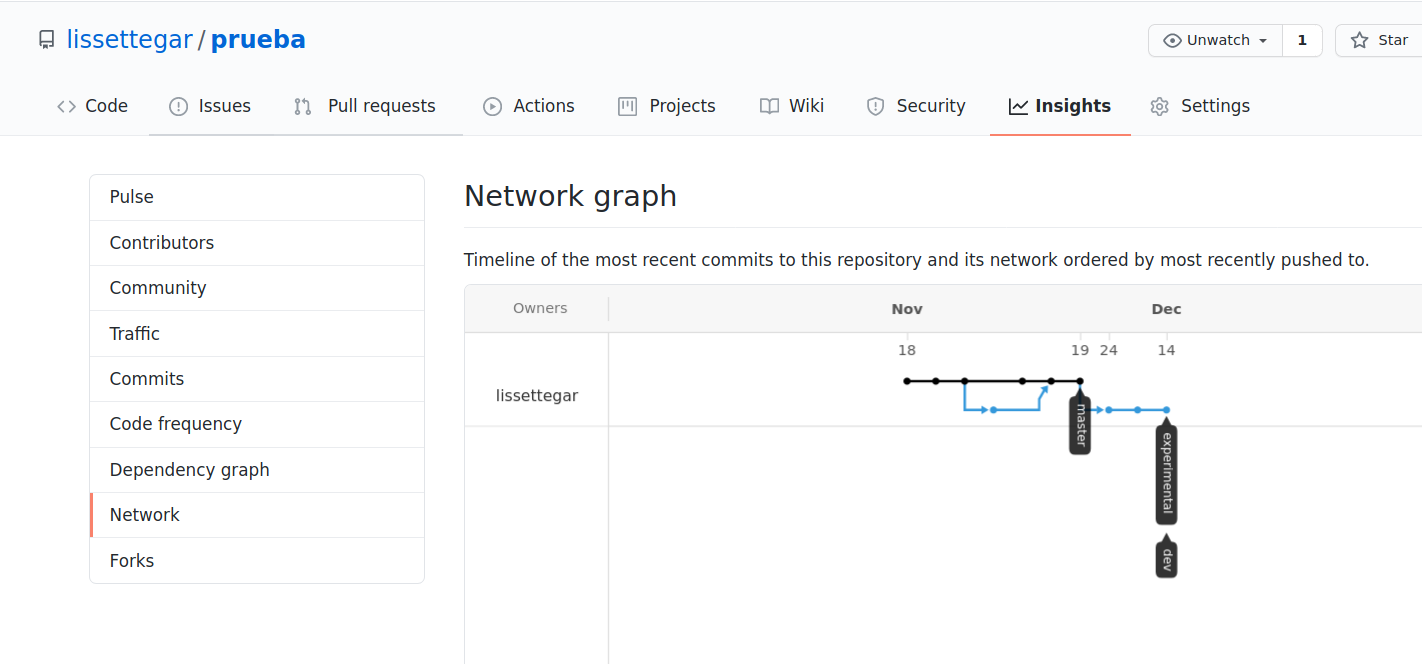 lissettegar / prueba
Unwatch 1 Star
Code Issues Pull requests Actions Projects Wiki Security Insights Settings
Pulse
Contributors
Community
Traffic
Commits
Code frequency
Dependency graph
Network
Forks
Network graph
Timeline of the most recent commits to this repository and its network ordered by most recently pushed to.
Owners Nov Dec
18 19 24 14
lissettegar
master
experimental
dev